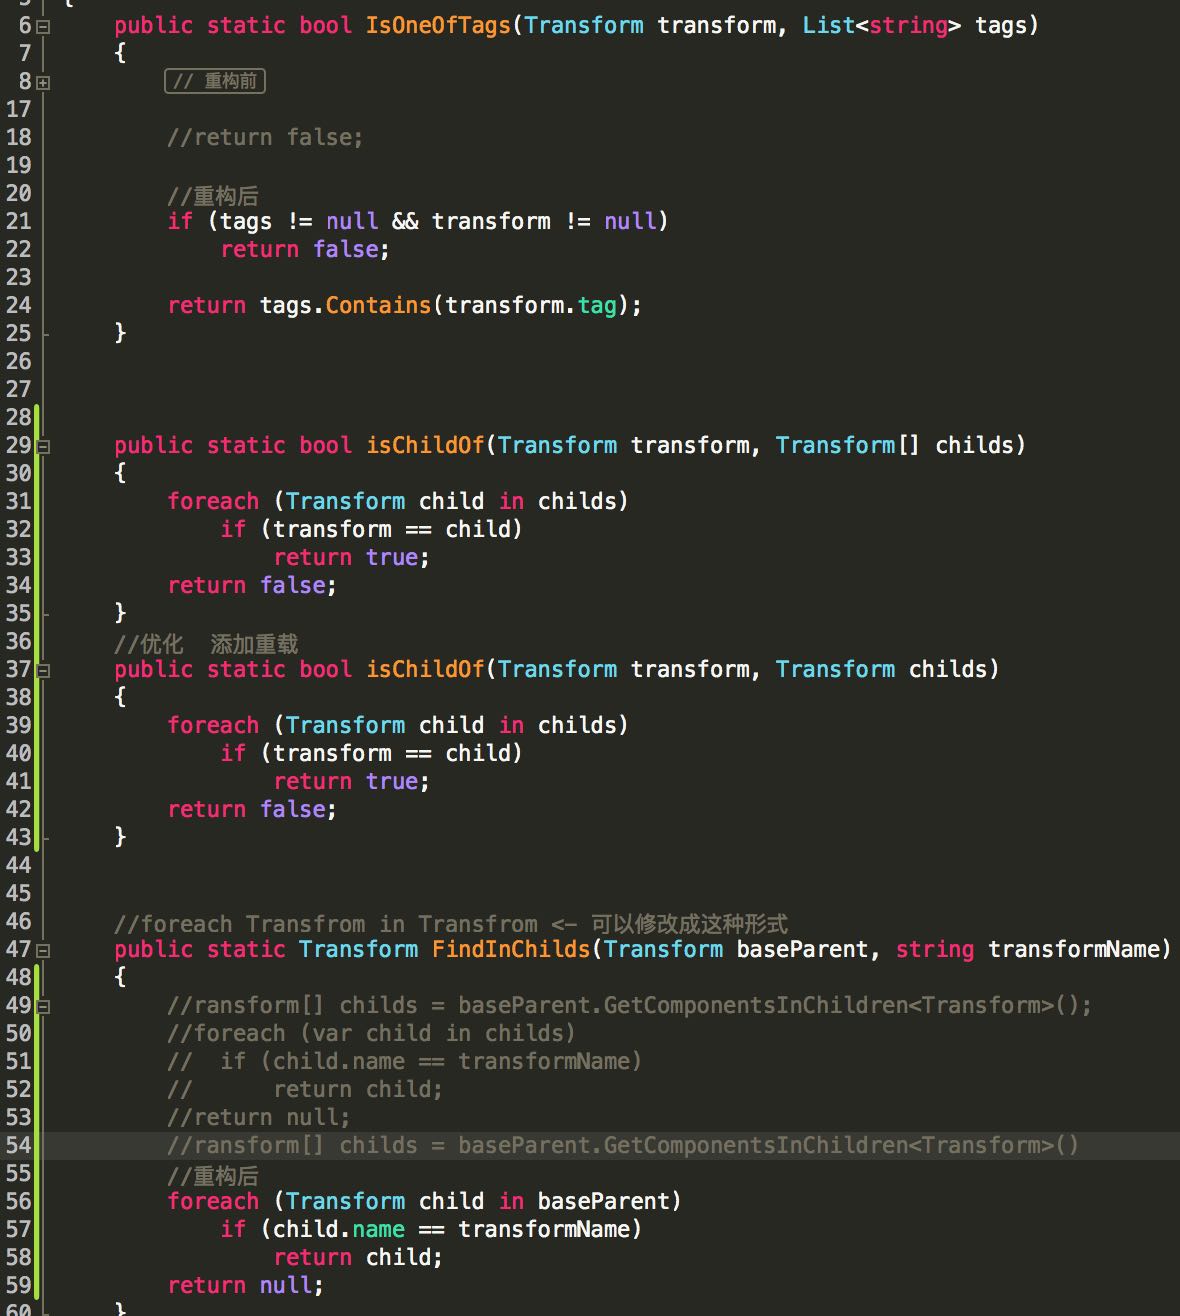 5 {
6 public static bool IsOneOfTags(Transform transform, List<string> tags)
7 {
8 // 重构前
17
18 //return false;
19
20 //重构后
21 if (tags != null && transform != null)
22 return false;
23
24 return tags.Contains(transform.tag);
25 }
26
27
28
29 public static bool isChildOf(Transform transform, Transform[] childs)
30 {
31 foreach (Transform child in childs)
32 if (transform == child)
33 return true;
34 return false;
35 }
36 //优化 添加重载
37 public static bool isChildOf(Transform transform, Transform childs)
38 {
39 foreach (Transform child in childs)
40 if (transform == child)
41 return true;
42 return false;
43 }
44
45
46 //foreach Transfrom in Transfrom <- 可以修改成这种形式
47 public static Transform FindInChilds(Transform baseParent, string transformName)
48 {
49 //ransform[] childs = baseParent.GetComponentsInChildren<Transform>();
50 //foreach (var child in childs)
51 // if (child.name == transformName)
52 // return child;
53 //return null;
54 //ransform[] childs = baseParent.GetComponentsInChildren<Transform>()
55 //重构后
56 foreach (Transform child in baseParent)
57 if (child.name == transformName)
58 return child;
59 return null;
60 }